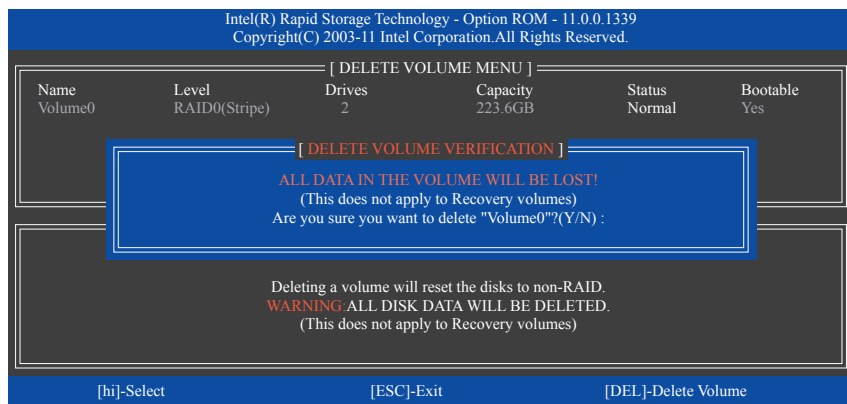 Intel(R) Rapid Storage Technology - Option ROM - 11.0.0.1339
Copyright(C) 2003-11 Intel Corporation.All Rights Reserved.
[ DELETE VOLUME MENU ]
Name Level Drives Capacity Status Bootable
Volume0 RAID0(Stripe) 2 223.6GB Normal Yes
[ DELETE VOLUME VERIFICATION ]
ALL DATA IN THE VOLUME WILL BE LOST!
(This does not apply to Recovery volumes)
Are you sure you want to delete "Volume0"?(Y/N) :
Deleting a volume will reset the disks to non-RAID.
WARNING:ALL DISK DATA WILL BE DELETED.
(This does not apply to Recovery volumes)
[hi]-Select [ESC]-Exit [DEL]-Delete Volume